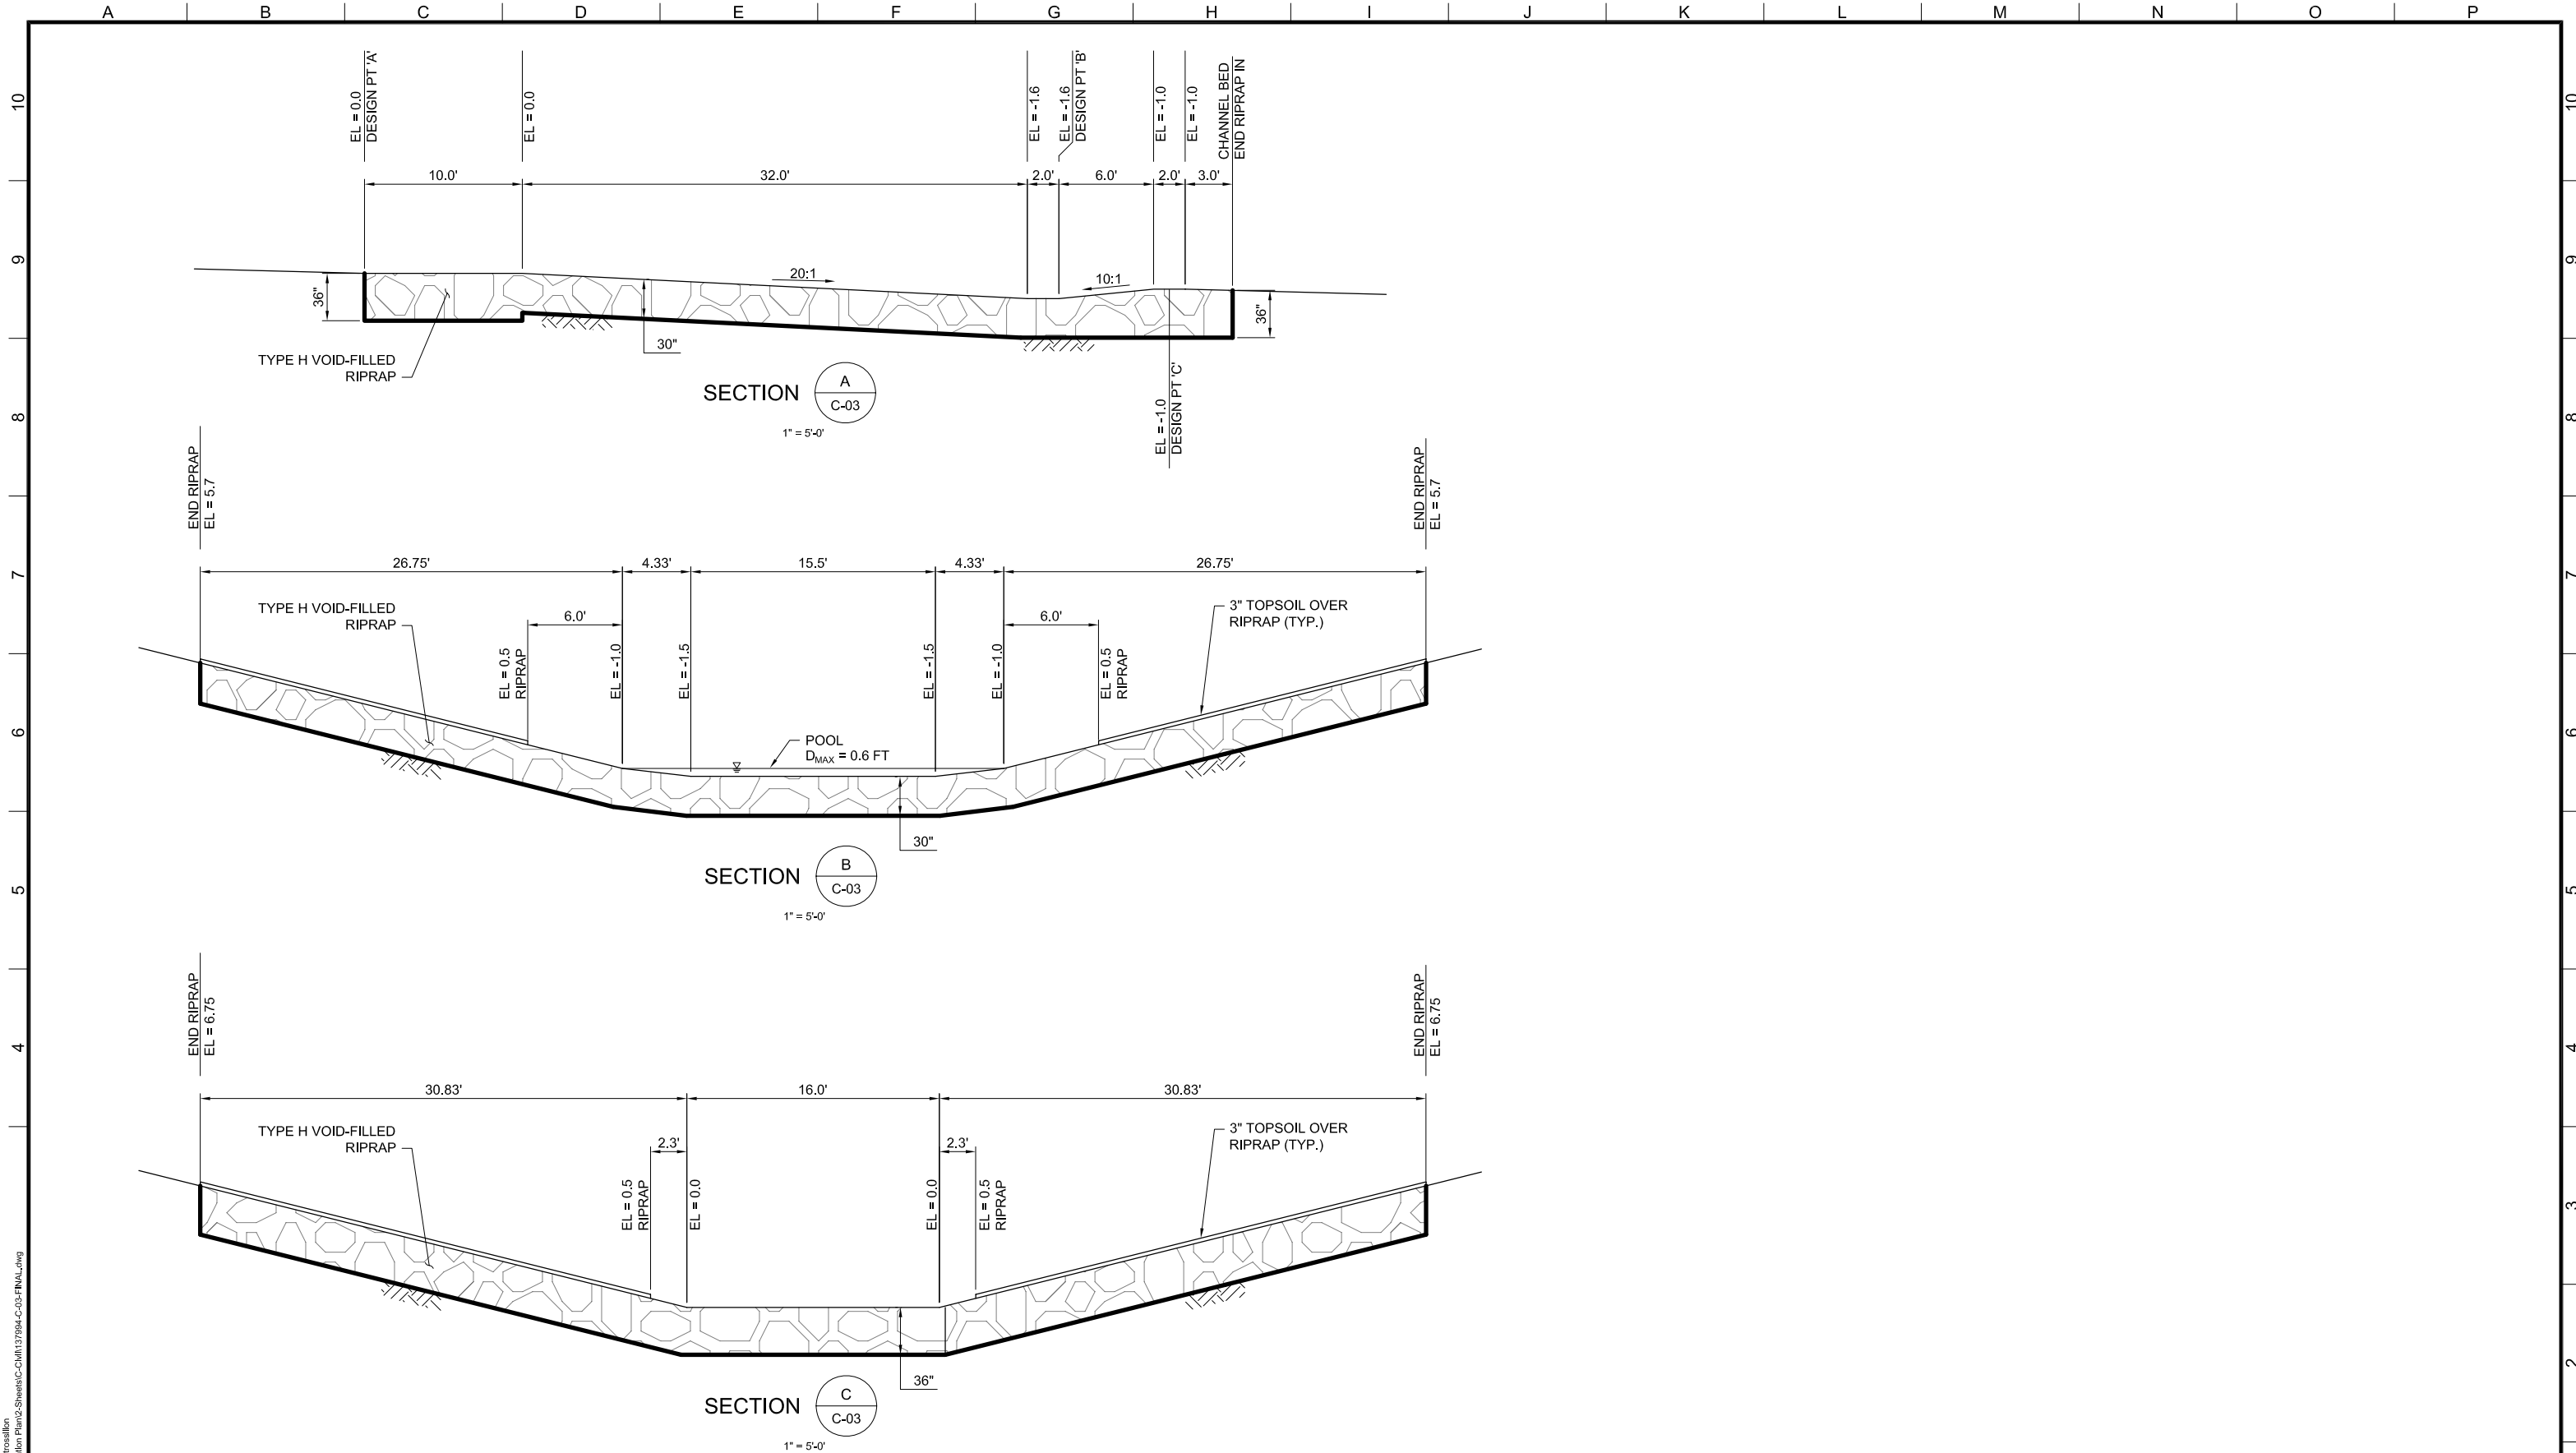 A B C D E F G H I J K L M N O P
10
9
8
7
6
5
4
3
10
9
8
7
6
5
4
3
2
EL = 0.0
DESIGN PT 'A'
EL = 0.0
EL = -1.6
EL = -1.6
DESIGN PT 'B'
EL = -1.0
EL = -1.0
CHANNEL BED
END RIPRAP IN
10.0' 32.0' 2.0' 6.0' 2.0' 3.0'
36"
20:1
10:1
36"
30"
TYPE H VOID-FILLED
RIPRAP
EL = -1.0
DESIGN PT 'C'
SECTION A
C-03
1" = 5'-0'
END RIPRAP
EL = 5.7
END RIPRAP
EL = 5.7
26.75' 4.33' 15.5' 4.33' 26.75'
TYPE H VOID-FILLED
RIPRAP
6.0'
6.0'
3" TOPSOIL OVER
RIPRAP (TYP.)
EL = 0.5
RIPRAP
EL = -1.0
EL = -1.5
EL = -1.5
EL = -1.0
EL = 0.5
RIPRAP
POOL
DMAX = 0.6 FT
30"
SECTION B
C-03
1" = 5'-0'
END RIPRAP
EL = 6.75
END RIPRAP
EL = 6.75
30.83' 16.0' 30.83'
TYPE H VOID-FILLED
RIPRAP
2.3'
2.3'
3" TOPSOIL OVER
RIPRAP (TYP.)
EL = 0.5
RIPRAP
EL = 0.0
EL = 0.0
EL = 0.5
RIPRAP
36"
SECTION C
C-03
1" = 5'-0'